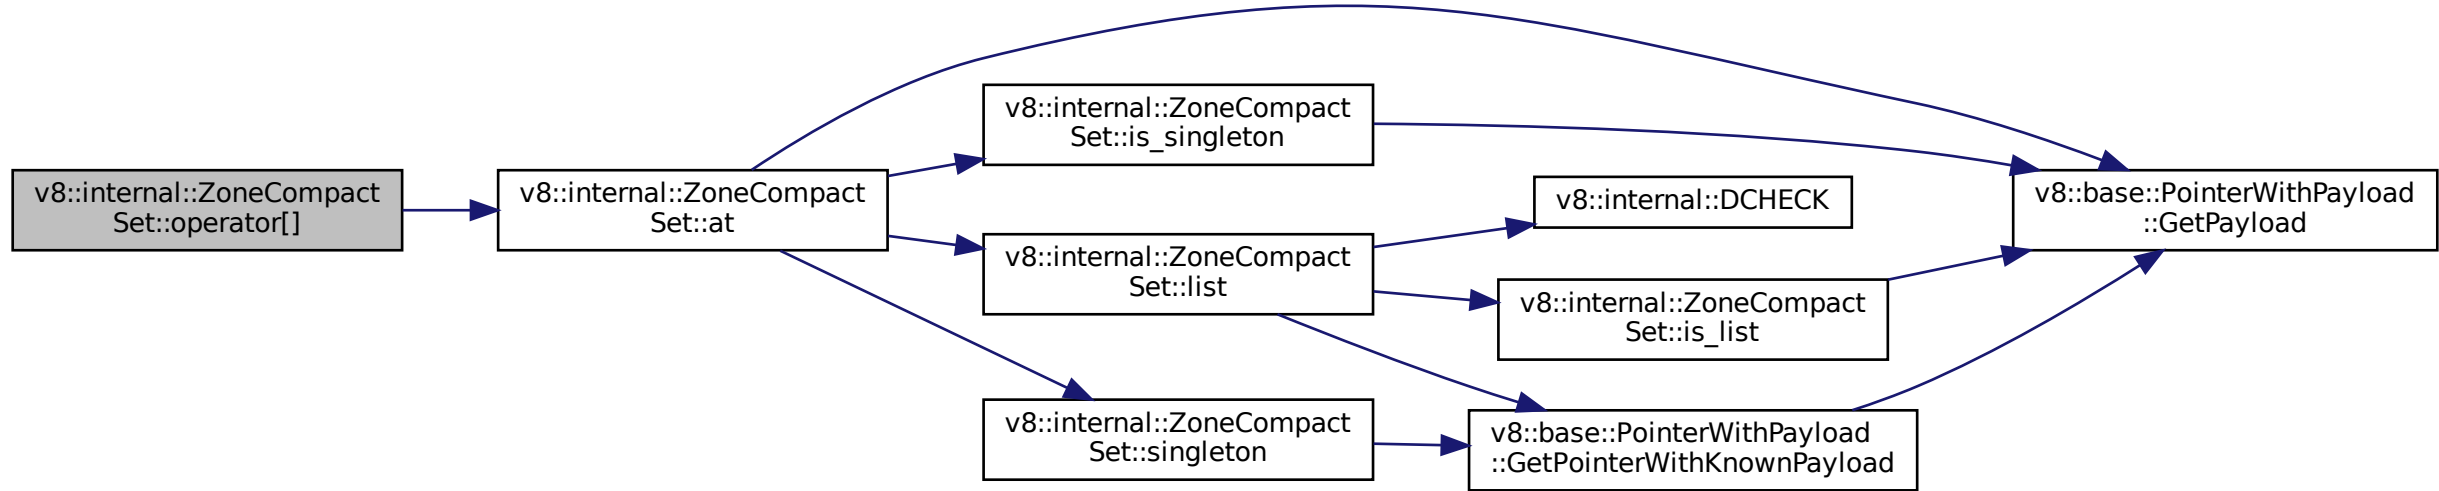 v8::internal::ZoneCompact
Set::operator[]
v8::internal::ZoneCompact
Set::at
v8::internal::ZoneCompact
Set::is_singleton
v8::internal::ZoneCompact
Set::list
v8::internal::ZoneCompact
Set::singleton
v8::internal::DCHECK
v8::internal::ZoneCompact
Set::is_list
v8::base::PointerWithPayload
::GetPointerWithKnownPayload
v8::base::PointerWithPayload
::GetPayload